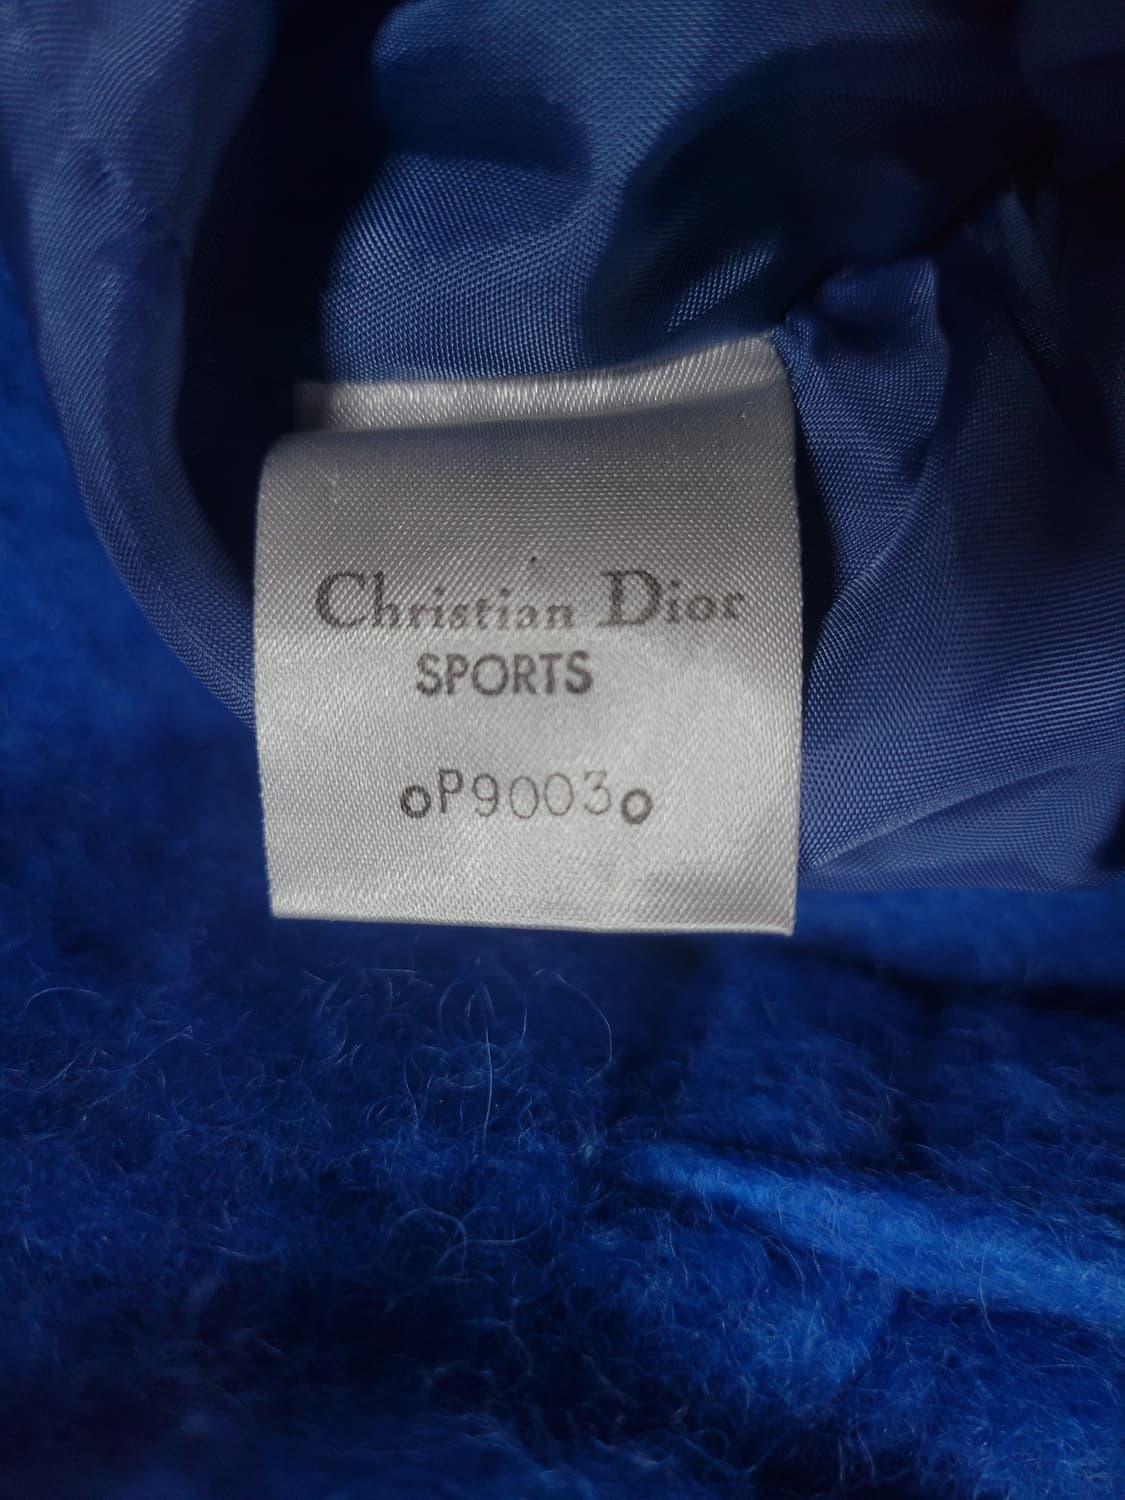 Christian Dior
SPORTS
oP9003o